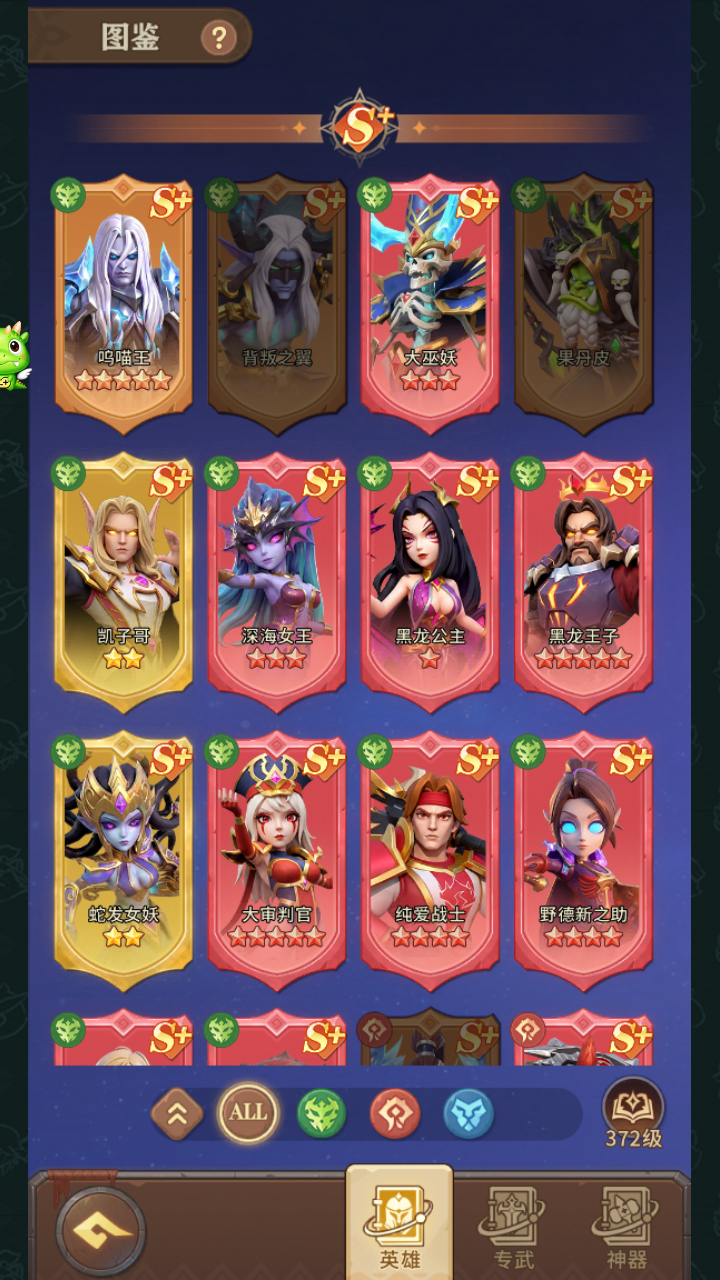 图鉴 ?
S+
S+ S+ S+ S+
呜喵王 背叛之翼 大巫妖 果丹皮
S+ S+ S+ S+
凯子哥 深海女王 黑龙公主 黑龙王子
S+ S+ S+ S+
蛇发女妖 大审判官 纯爱战士 野德新之助
S+ S+ S+ S+
ALL
372级
英雄 专武 神器